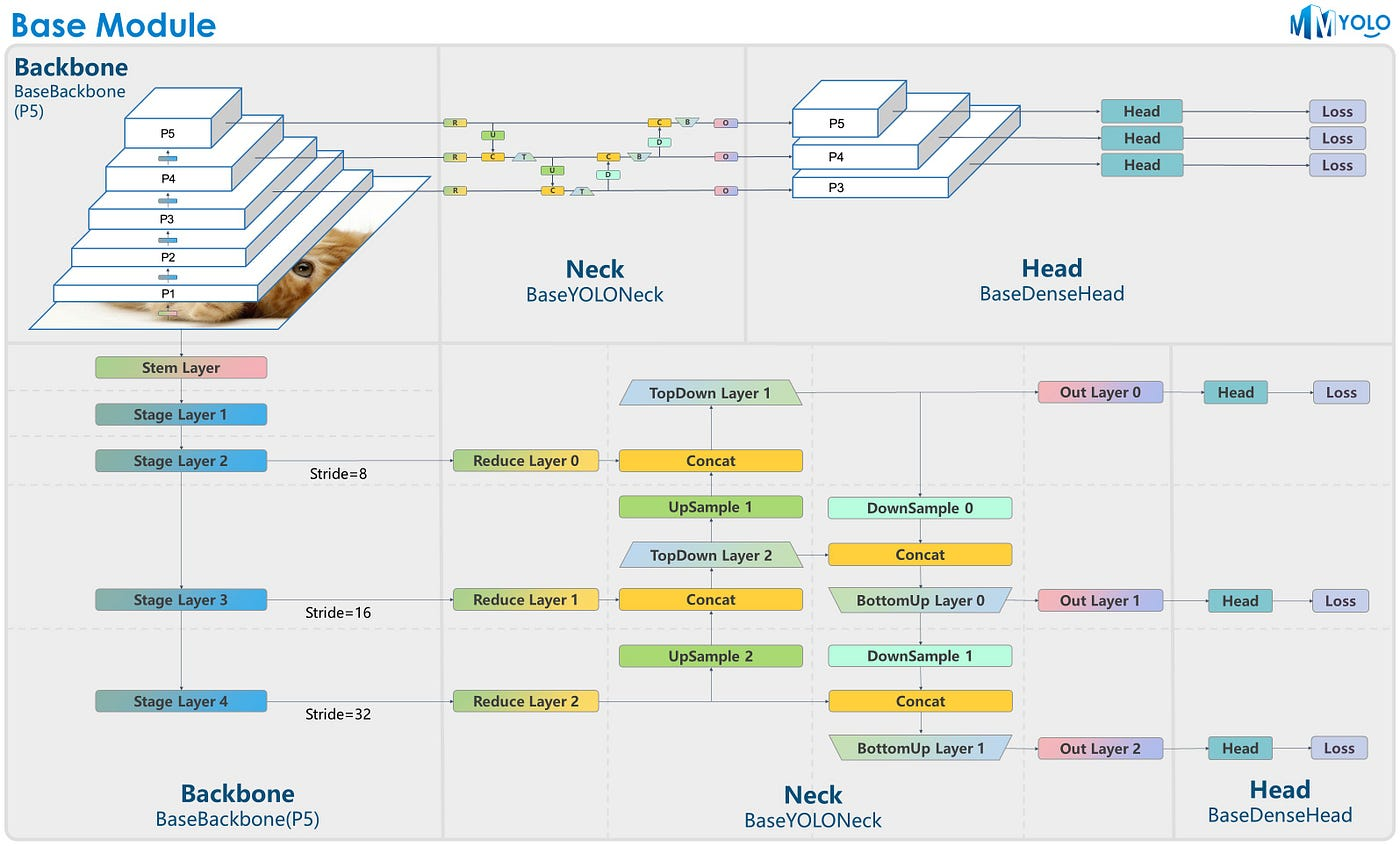 Base Module
MMYOLO
Backbone
BaseBackbone
(P5)
P5
P4
P3
P2
P1
R
U
C
B
O
D
R
C
T
C
B
O
U
D
R
C
T
O
P5
P4
P3
Head
Loss
Head
Loss
Head
Loss
Neck
BaseYOLONeck
Head
BaseDenseHead
Stem Layer
Stage Layer 1
Stage Layer 2
Stride=8
Stage Layer 3
Stride=16
Stage Layer 4
Stride=32
Reduce Layer 0
Reduce Layer 1
Reduce Layer 2
TopDown Layer 1
Concat
UpSample 1
TopDown Layer 2
Concat
UpSample 2
DownSample 0
Concat
BottomUp Layer 0
DownSample 1
Concat
BottomUp Layer 1
Out Layer 0
Head
Loss
Out Layer 1
Head
Loss
Out Layer 2
Head
Loss
Backbone
BaseBackbone(P5)
Neck
BaseYOLONeck
Head
BaseDenseHead